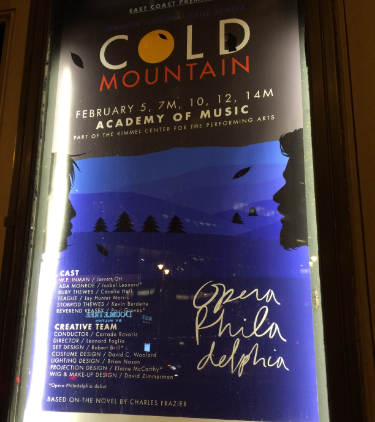 EAST COAST PREMIERE
COLD
MOUNTAIN
FEBRUARY 5, 7M, 10, 12, 14M
ACADEMY OF MUSIC
PART OF THE KIMMEL CENTER FOR THE PERFORMING ARTS
CAST
W.P. INMAN / Jarrett Ott
ADA MONROE / Isabel Leonard*
RUBY THEWES / Cecelia Hall
TEAGUE / Jay Hunter Morris
STOBROD THEWES / Kevin Burdette
REVEREND VEASEY /
CREATIVE TEAM
CONDUCTOR / Corrado Rovaris
DIRECTOR / Leonard Foglia
SET DESIGN / Robert Brill*
COSTUME DESIGN / David C. Woolard
LIGHTING DESIGN / Brian Nason
PROJECTION DESIGN / Elaine McCarthy*
WIG & MAKE-UP DESIGN / David Zimmerman*
*Opera Philadelphia debut
Opera
Phila
delphia
BASED ON THE NOVEL BY CHARLES FRAZIER